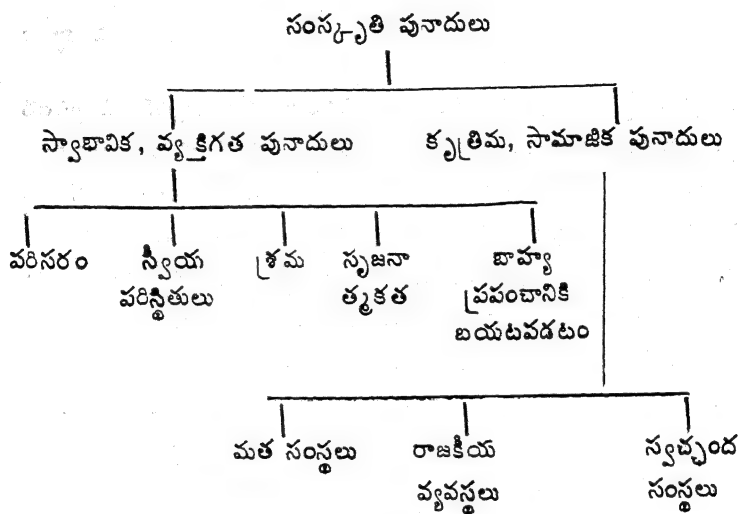 సంస్కృతి పునాదులు
స్వాభావిక, వ్యక్తిగత పునాదులు
కృత్రిమ, సామాజిక పునాదులు
పరిసరం
స్వీయ
పరిస్థితులు
శ్రమ
సృజనా
త్మకత
బాహ్య
ప్రపంచానికి
బయటపడటం
మత సంస్థలు
రాజకీయ
వ్యవస్థలు
స్వచ్ఛంద
సంస్థలు